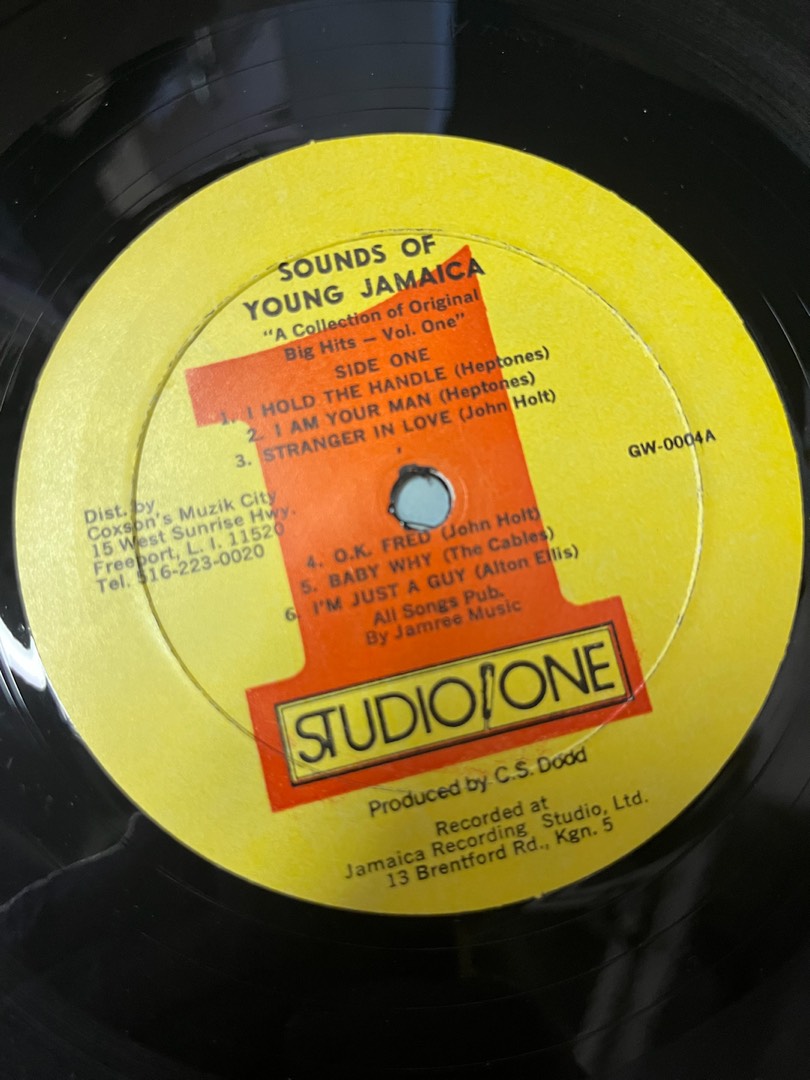 SOUNDS OF
YOUNG JAMAICA
"A Collection of Original
Big Hits — Vol. One"
SIDE ONE
1. I HOLD THE HANDLE (Heptones)
2. I AM YOUR MAN (Heptones)
3. STRANGER IN LOVE (John Holt)
GW-0004A
Dist. by
Coxson's Muzik City
15 West Sunrise Hwy.
Freeport, L. I. 11520
Tel. 516-223-0020
4. O.K. FRED (John Holt)
5. BABY WHY (The Cables)
6. I'M JUST A GUY (Alton Ellis)
All Songs Pub.
By Jamree Music
STUDIO ONE
Produced by C.S. Dodd
Recorded at
Jamaica Recording Studio, Ltd.
13 Brentford Rd., Kgn. 5